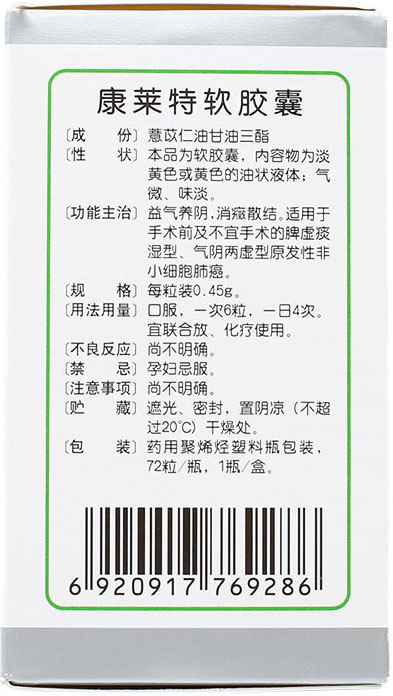 康莱特软胶囊
〔成　份〕薏苡仁油甘油三酯
〔性　状〕本品为软胶囊，内容物为淡
黄色或黄色的油状液体；气
微、味淡。
〔功能主治〕益气养阴，消癥散结。适用于
手术前及不宜手术的脾虚痰
湿型、气阴两虚型原发性非
小细胞肺癌。
〔规　格〕每粒装0.45g。
〔用法用量〕口服，一次6粒，一日4次。
宜联合放、化疗使用。
〔不良反应〕尚不明确。
〔禁　忌〕孕妇忌服。
〔注意事项〕尚不明确。
〔贮　藏〕遮光、密封，置阴凉（不超
过20℃）干燥处。
〔包　装〕药用聚烯烃塑料瓶包装，
72粒/瓶，1瓶/盒。
6 920917 769286